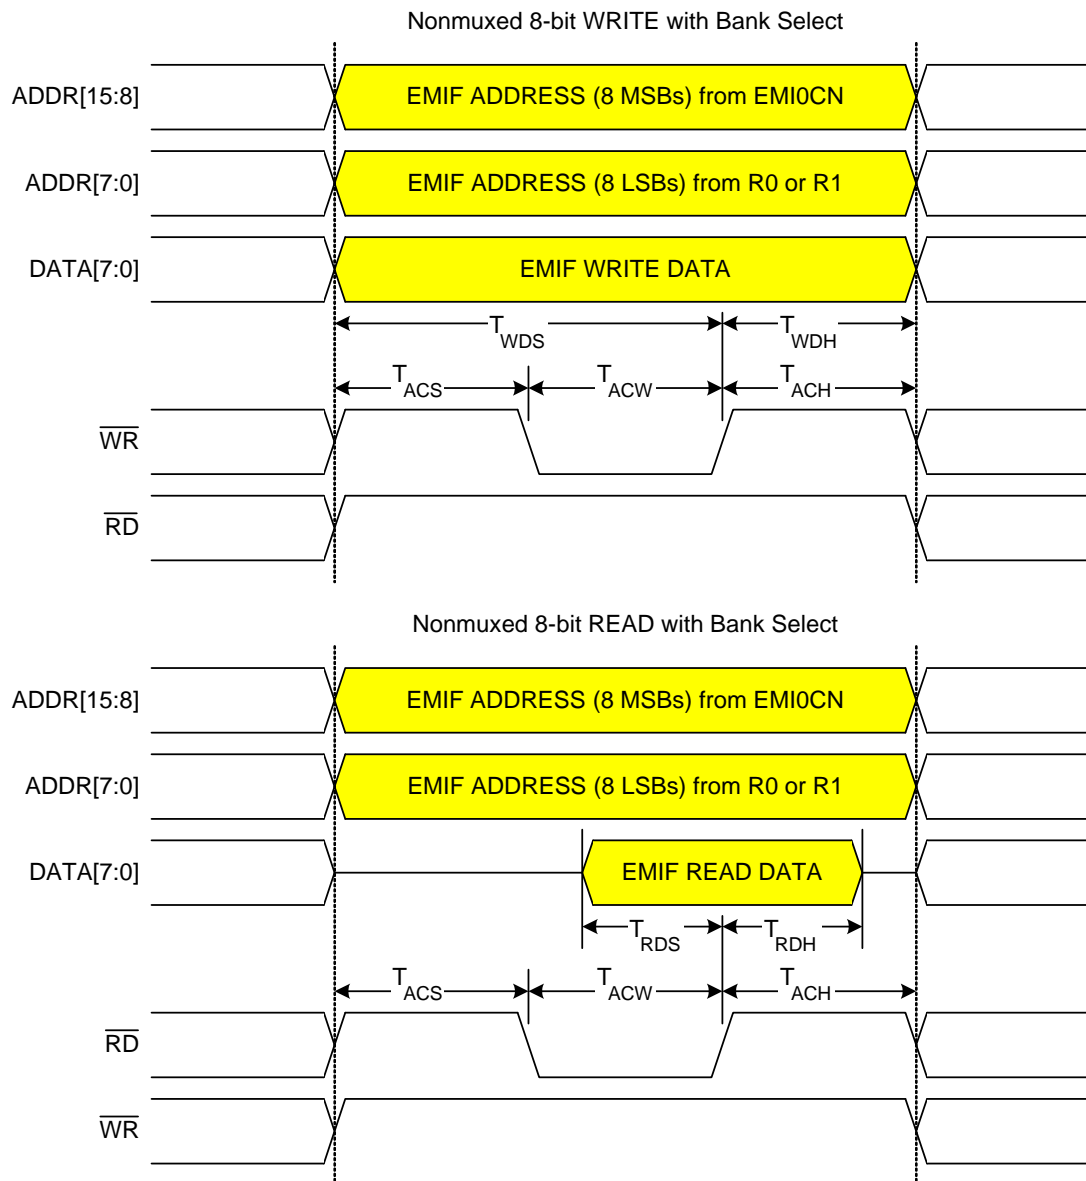 Nonmuxed 8-bit WRITE with Bank Select
ADDR[15:8] EMIF ADDRESS (8 MSBs) from EMI0CN
ADDR[7:0] EMIF ADDRESS (8 LSBs) from R0 or R1
DATA[7:0] EMIF WRITE DATA
TWDS TWDH
TACS TACW TACH
WR
RD
Nonmuxed 8-bit READ with Bank Select
ADDR[15:8] EMIF ADDRESS (8 MSBs) from EMI0CN
ADDR[7:0] EMIF ADDRESS (8 LSBs) from R0 or R1
DATA[7:0] EMIF READ DATA
TRDS TRDH
TACS TACW TACH
RD
WR